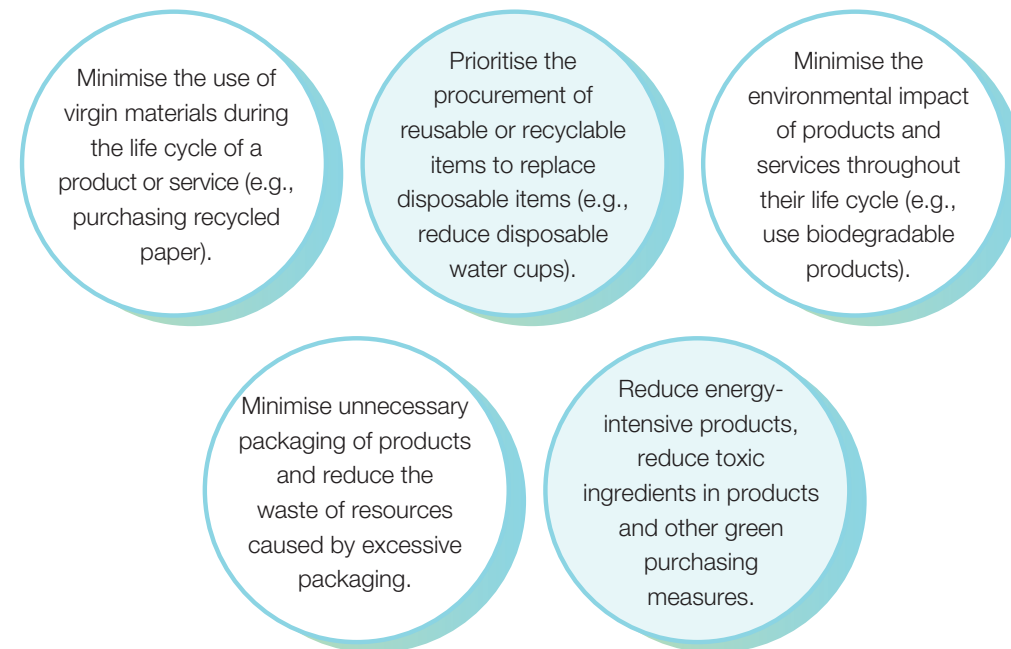 Minimise the use of
virgin materials during
the life cycle of a
product or service (e.g.,
purchasing recycled
paper).
Prioritise the
procurement of
reusable or recyclable
items to replace
disposable items (e.g.,
reduce disposable
water cups).
Minimise the
environmental impact
of products and
services throughout
their life cycle (e.g.,
use biodegradable
products).
Minimise unnecessary
packaging of products
and reduce the
waste of resources
caused by excessive
packaging.
Reduce energy-
intensive products,
reduce toxic
ingredients in products
and other green
purchasing
measures.